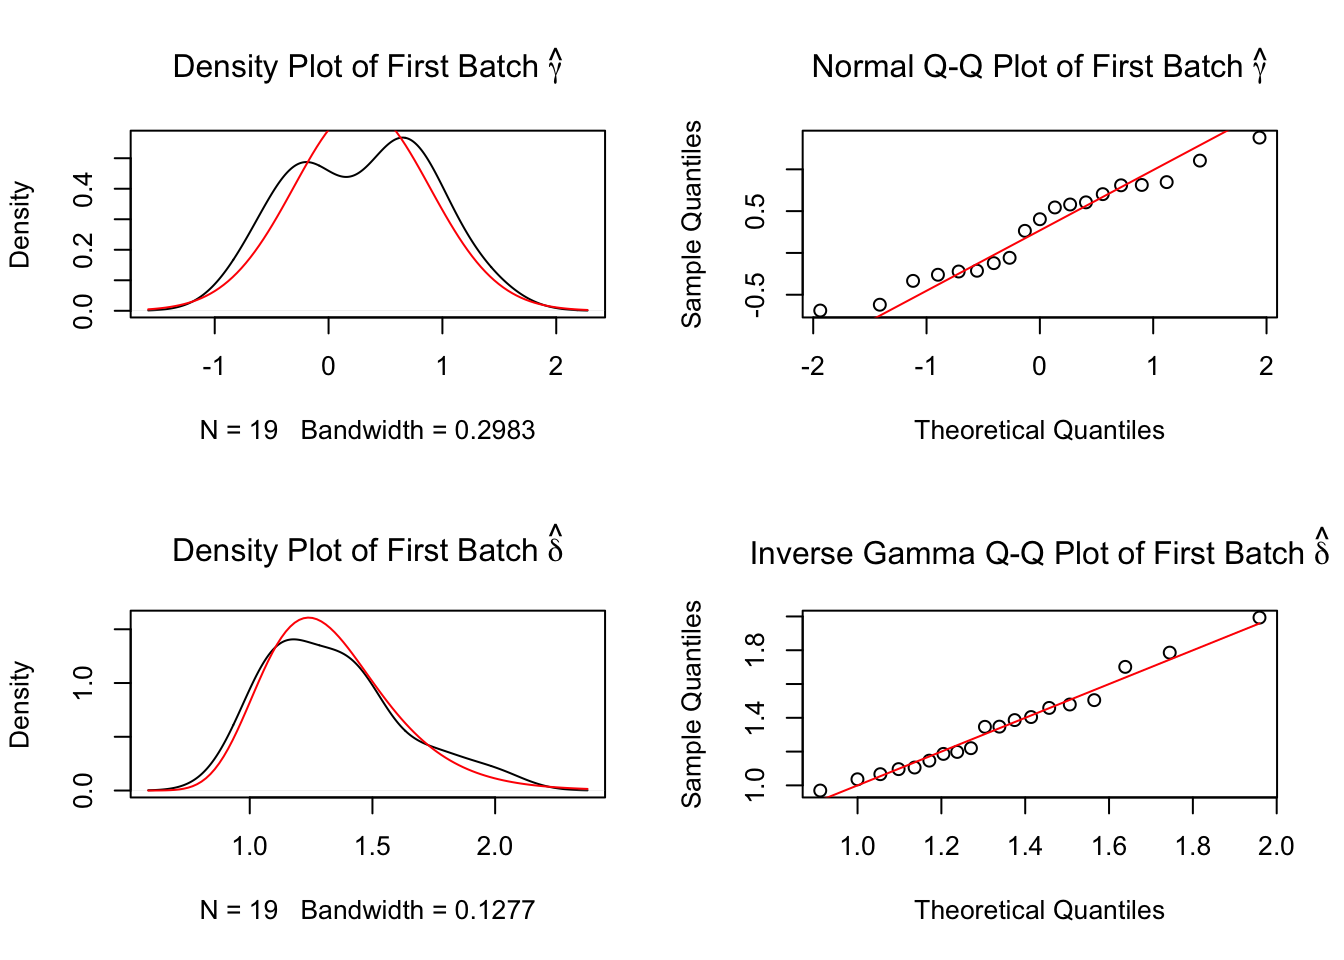 Density Plot of First Batch γ̂
Density
0.0 0.2 0.4
-1 0 1 2
N = 19 Bandwidth = 0.2983
Normal Q-Q Plot of First Batch γ̂
Sample Quantiles
-0.5 0.5
-2 -1 0 1 2
Theoretical Quantiles
Density Plot of First Batch δ̂
Density
0.0 1.0
1.0 1.5 2.0
N = 19 Bandwidth = 0.1277
Inverse Gamma Q-Q Plot of First Batch δ̂
Sample Quantiles
1.0 1.4 1.8
1.0 1.2 1.4 1.6 1.8 2.0
Theoretical Quantiles